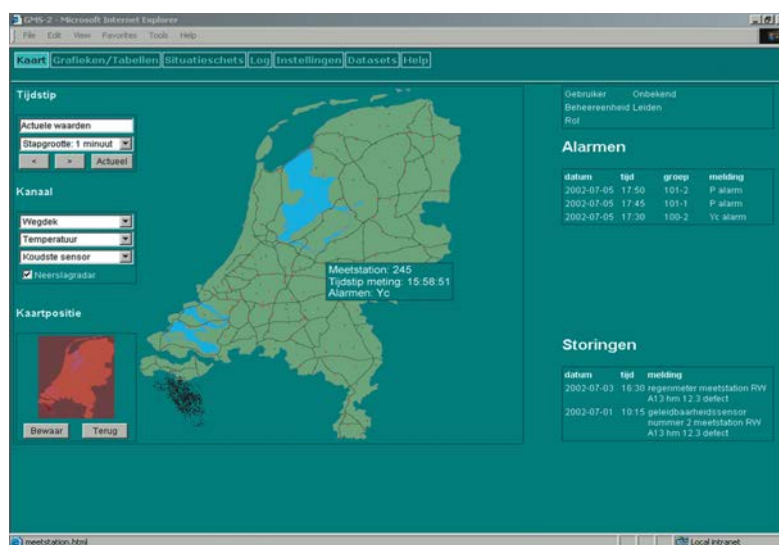 GMS-2 - Microsoft Internet Explorer
File Edit View Favorites Tools Help
Kaart Grafieken/Tabellen Situatieschets Log Instellingen Datasets Help
Tijdstip
Actuele waarden
Stapgrootte: 1 minuut
< > Actueel
Kanaal
Wegdek
Temperatuur
Koudste sensor
Neerslagradar
Kaartpositie
Bewaar Terug
Meetstation: 245
Tijdstip meting: 15:58:51
Alarmen: Yc
Gebruiker Onbekend
Beheereenheid Leiden
Rol
Alarmen
datum tijd groep melding
2002-07-05 17:50 101-2 P alarm
2002-07-05 17:45 101-1 P alarm
2002-07-05 17:30 100-2 Yc alarm
Storingen
datum tijd melding
2002-07-03 16:30 regenmeter meetstation RW
A13 hm 12.3 defect
2002-07-01 10:15 geleidbaarheidssensor
nummer 2 meetstation RW
A13 hm 12.3 defect
meetstation.html
Local intranet